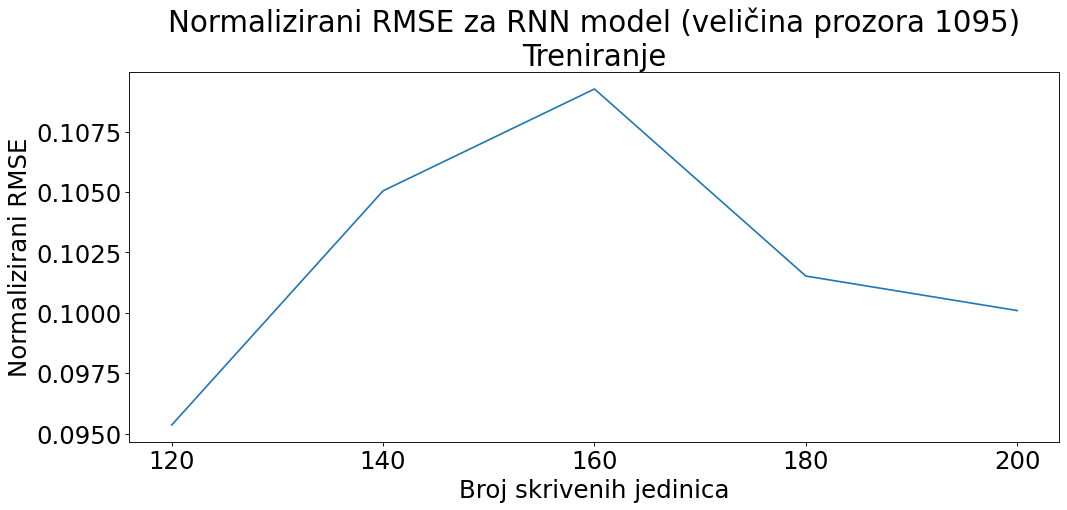 Normalizirani RMSE za RNN model (veličina prozora 1095)
Treniranje
Normalizirani RMSE
0.1075
0.1050
0.1025
0.1000
0.0975
0.0950
120 140 160 180 200
Broj skrivenih jedinica